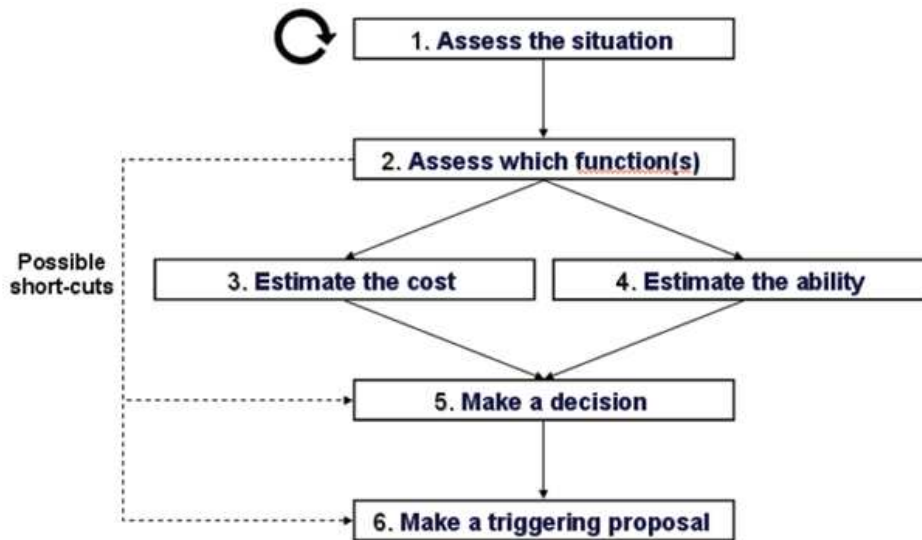 1. Assess the situation
2. Assess which function(s)
Possible
short-cuts
3. Estimate the cost
4. Estimate the ability
5. Make a decision
6. Make a triggering proposal